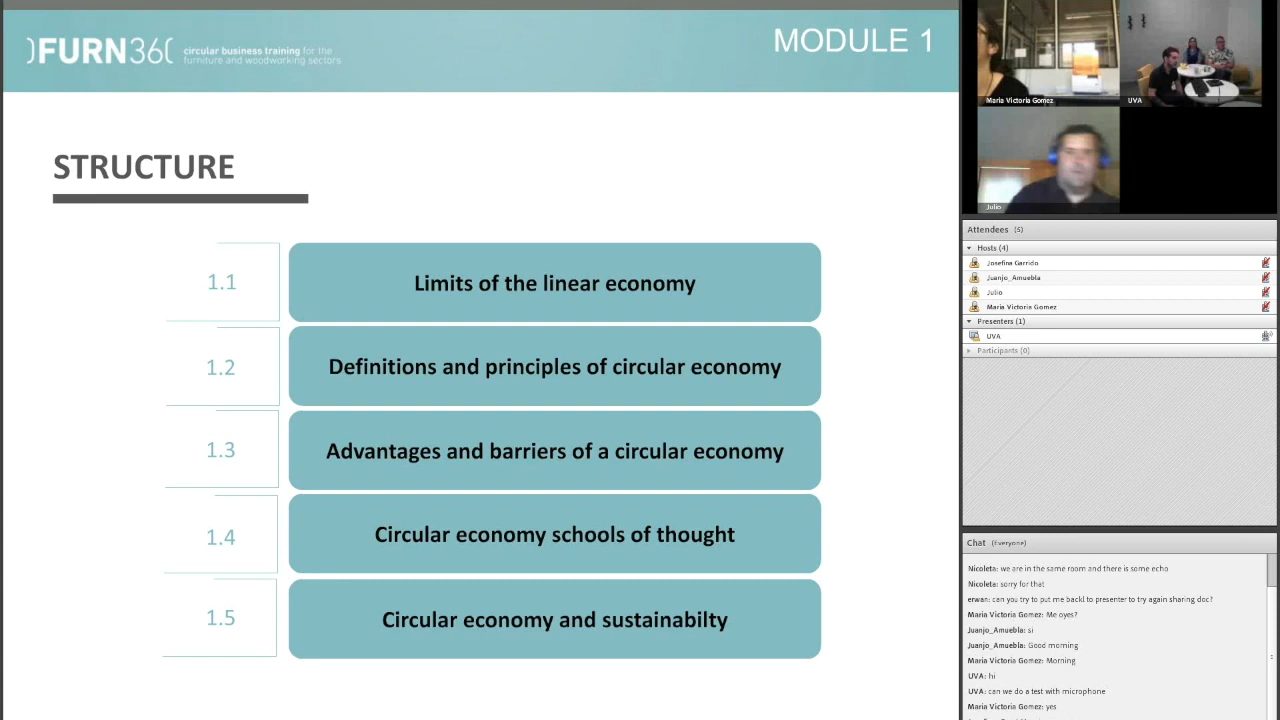 )FURN36(
circular business training for the
furniture and woodworking sectors
MODULE 1
STRUCTURE
1.1
Limits of the linear economy
1.2
Definitions and principles of circular economy
1.3
Advantages and barriers of a circular economy
1.4
Circular economy schools of thought
1.5
Circular economy and sustainabilty
Maria Victoria Gomez
UVA
Julio
Attendees (5)
Hosts (4)
Josefina Garrido
Juanjo_Amuebla
Julio
Maria Victoria Gomez
Presenters (1)
UVA
Participants (0)
Chat (Everyone)
Nicoleta: we are in the same room and there is some echo
Nicoleta: sorry for that
erwan: can you try to put me backl to presenter to try again sharing doc?
Maria Victoria Gomez: Me oyes?
Juanjo_Amuebla: si
Juanjo_Amuebla: Good morning
Maria Victoria Gomez: Morning
UVA: hi
UVA: can we do a test with microphone
Maria Victoria Gomez: yes